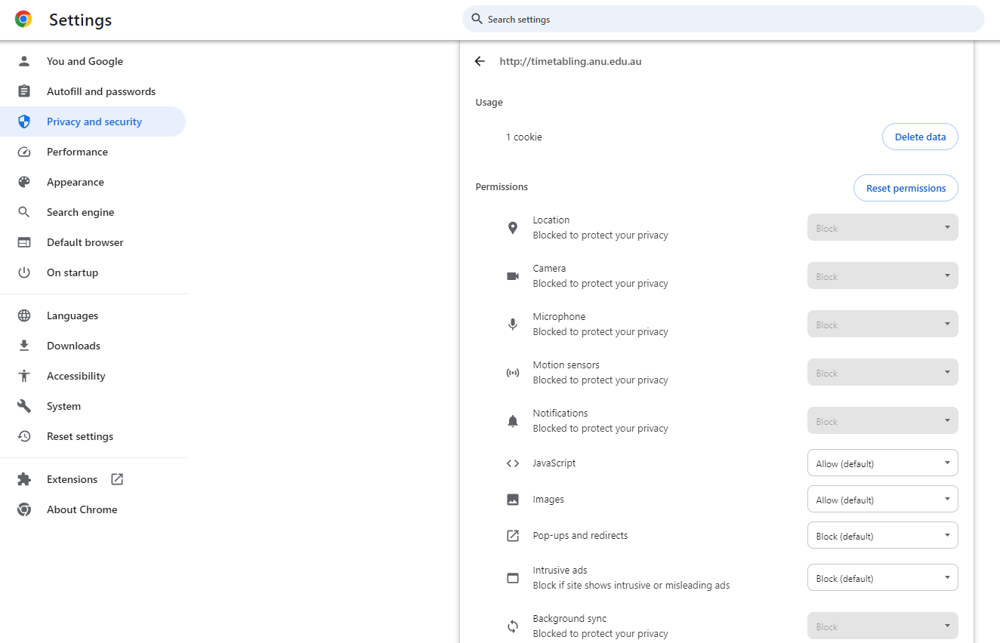 Settings
Search settings
You and Google
Autofill and passwords
Privacy and security
Performance
Appearance
Search engine
Default browser
On startup
Languages
Downloads
Accessibility
System
Reset settings
Extensions
About Chrome
http://timetabling.anu.edu.au
Usage
1 cookie
Delete data
Permissions
Reset permissions
Location
Blocked to protect your privacy
Block
Camera
Blocked to protect your privacy
Block
Microphone
Blocked to protect your privacy
Block
Motion sensors
Blocked to protect your privacy
Block
Notifications
Blocked to protect your privacy
Block
JavaScript
Allow (default)
Images
Allow (default)
Pop-ups and redirects
Block (default)
Intrusive ads
Block if site shows intrusive or misleading ads
Block (default)
Background sync
Blocked to protect your privacy
Block